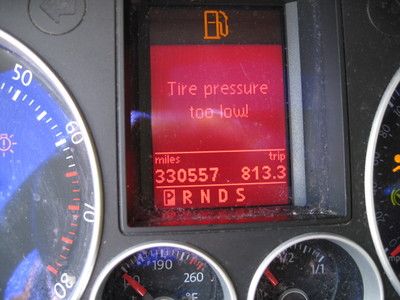 Tire pressure
too low!
miles trip
330557 813.3
P R N D S
50
60
70
80
190
260
°F
1/2
1/1